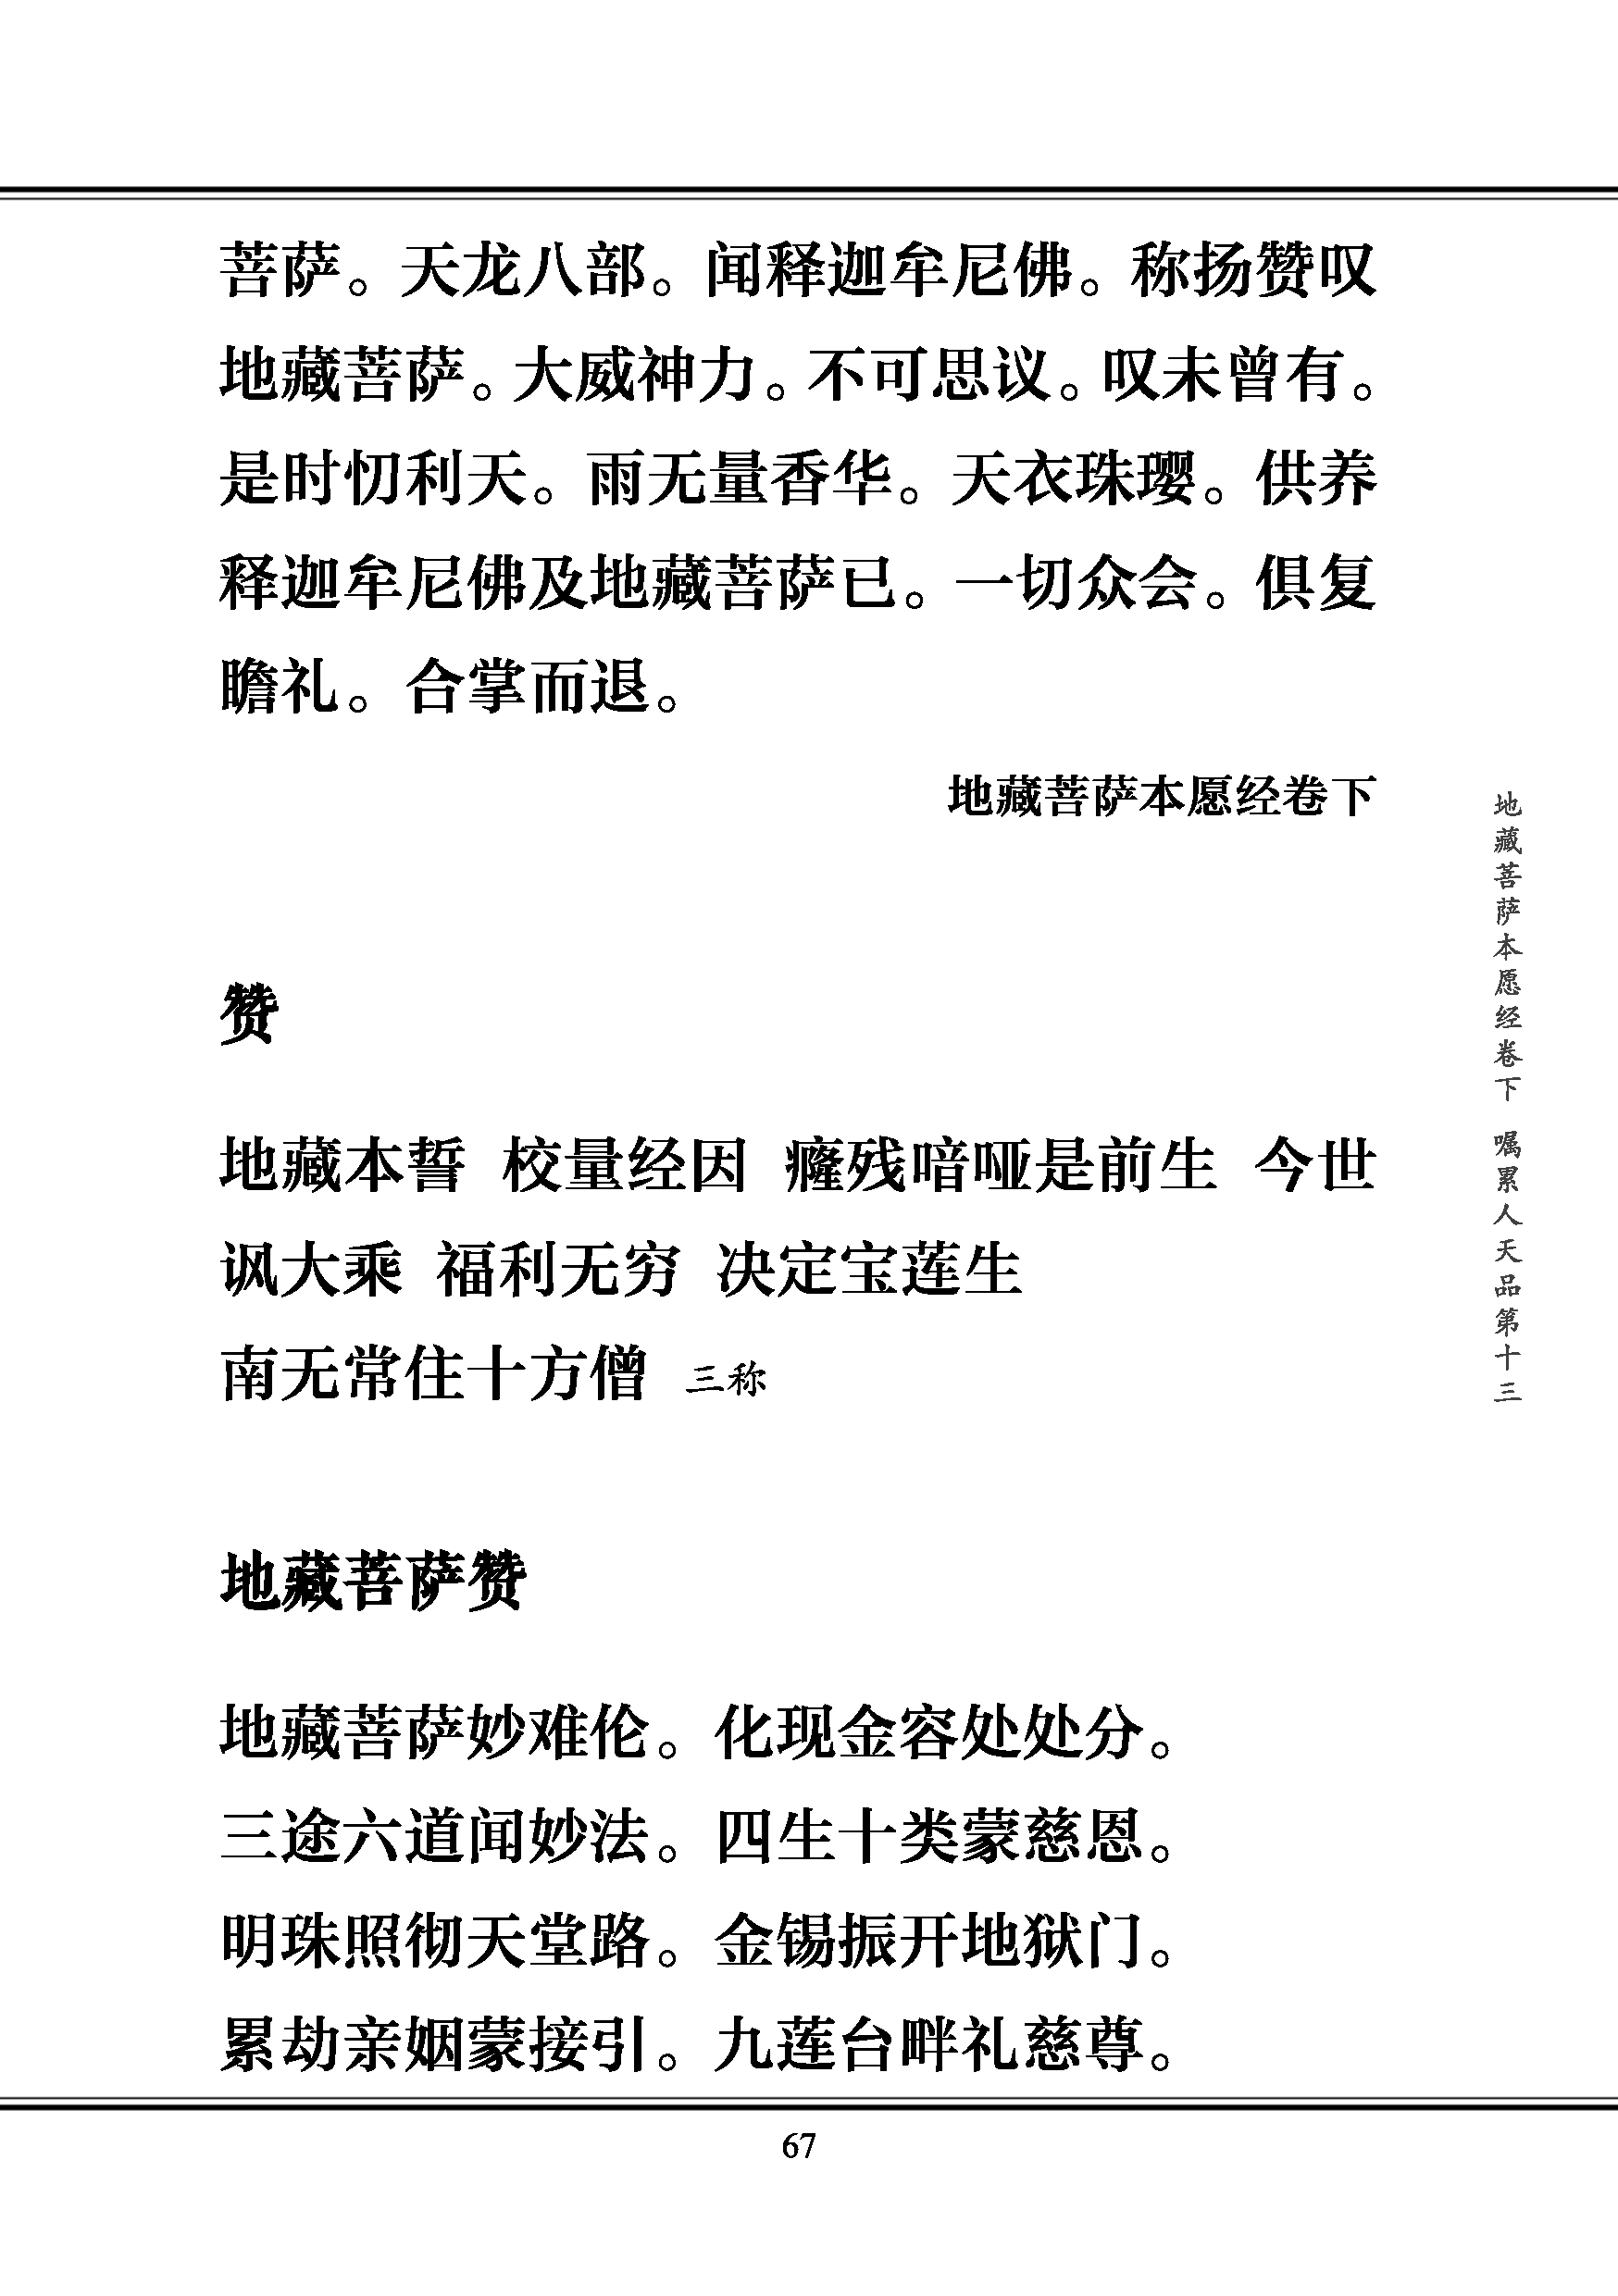 菩萨。天龙八部。闻释迦牟尼佛。称扬赞叹
地藏菩萨。大威神力。不可思议。叹未曾有。
是时忉利天。雨无量香华。天衣珠璎。供养
释迦牟尼佛及地藏菩萨已。一切众会。俱复
瞻礼。合掌而退。
地藏菩萨本愿经卷下
赞
地藏本誓 校量经因 癃残喑哑是前生 今世
讽大乘 福利无穷 决定宝莲生
南无常住十方僧 三称
地藏菩萨赞
地藏菩萨妙难伦。化现金容处处分。
三途六道闻妙法。四生十类蒙慈恩。
明珠照彻天堂路。金锡振开地狱门。
累劫亲姻蒙接引。九莲台畔礼慈尊。
地藏菩萨本愿经卷下 嘱累人天品第十三
67